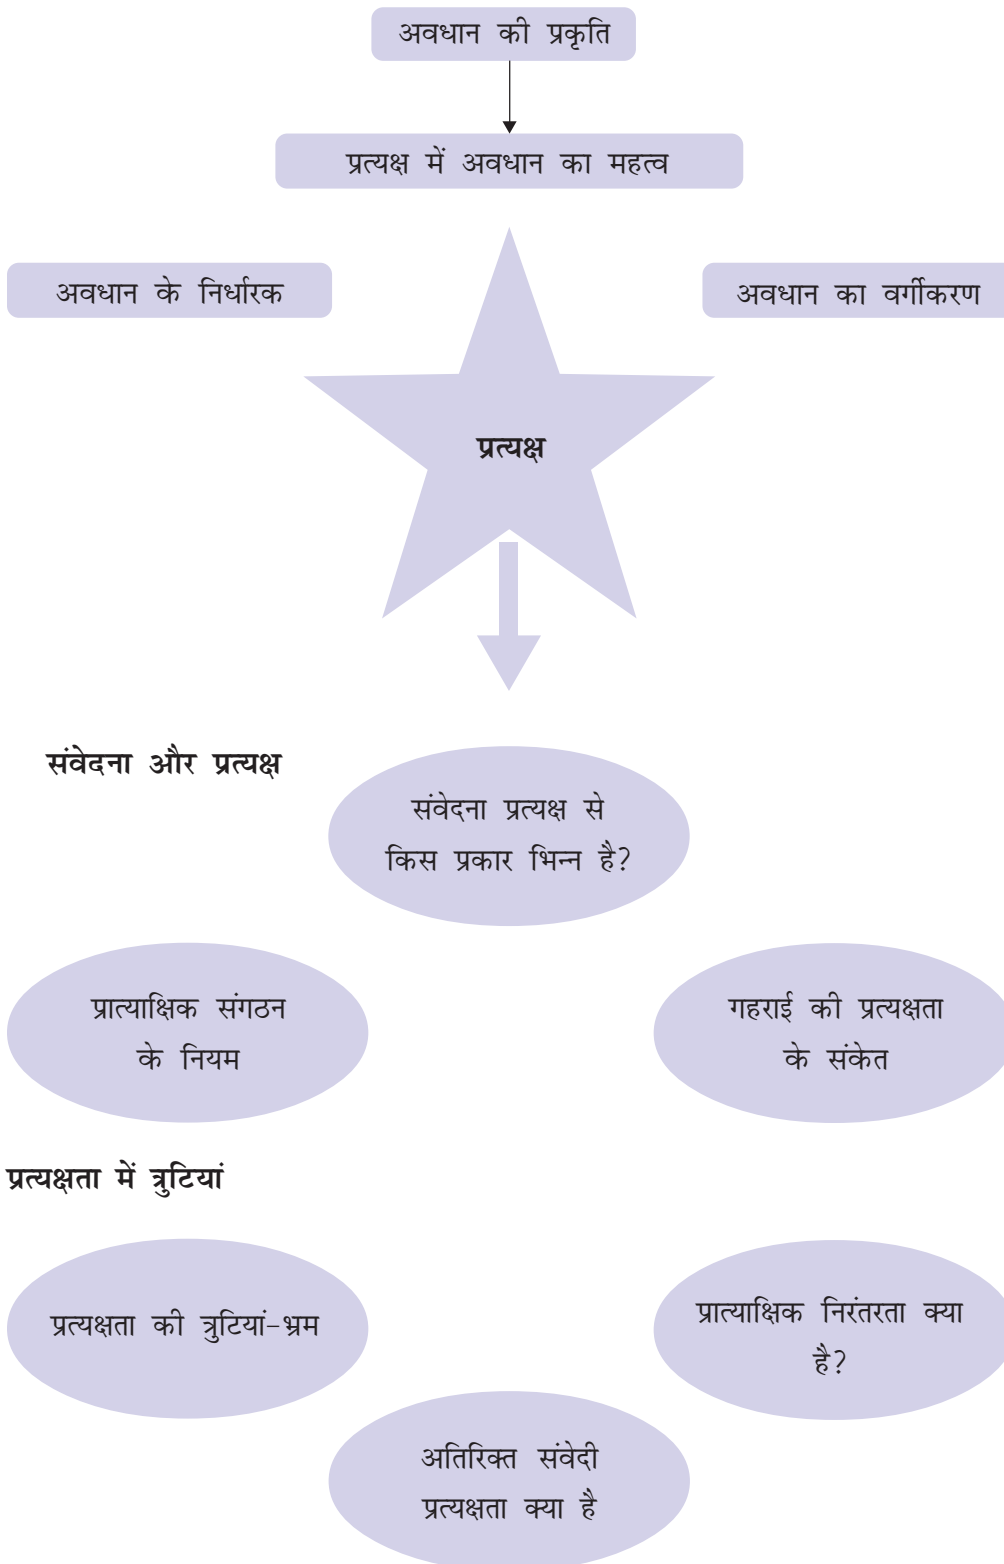 अवधान की प्रकृति
प्रत्यक्ष में अवधान का महत्व
अवधान के निर्धारक
अवधान का वर्गीकरण
प्रत्यक्ष
संवेदना और प्रत्यक्ष
संवेदना प्रत्यक्ष से
किस प्रकार भिन्न है?
प्रात्याक्षिक संगठन
के नियम
गहराई की प्रत्यक्षता
के संकेत
प्रत्यक्षता में त्रुटियां
प्रत्यक्षता की त्रुटियां-भ्रम
प्रात्याक्षिक निरंतरता क्या
है?
अतिरिक्त संवेदी
प्रत्यक्षता क्या है